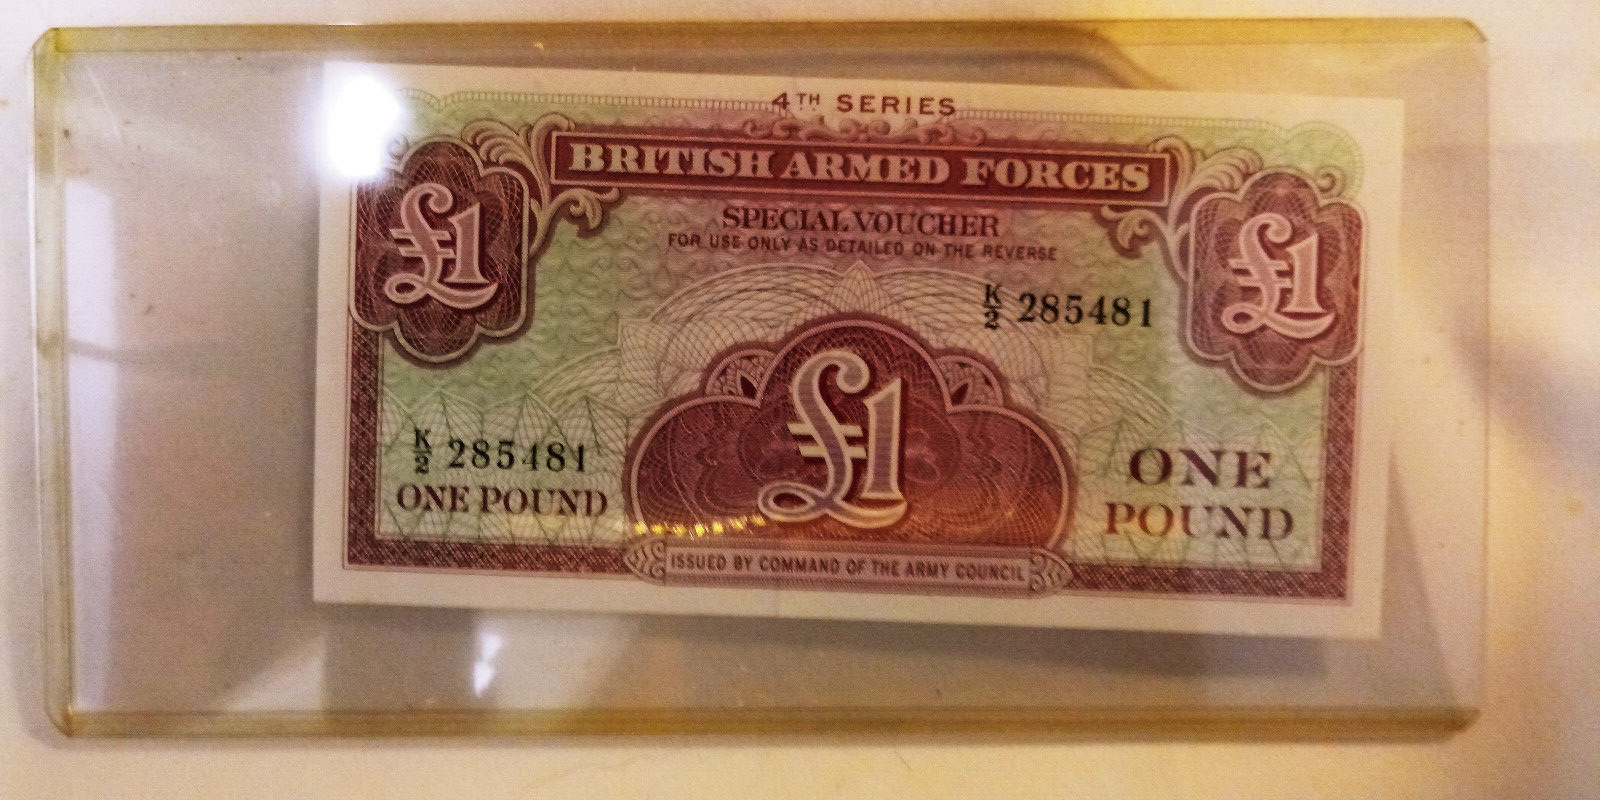 4TH SERIES
BRITISH ARMED FORCES
£1
£1
SPECIAL VOUCHER
FOR USE ONLY AS DETAILED ON THE REVERSE
K/2 285481
£1
K/2 285481
ONE POUND
ONE
POUND
ISSUED BY COMMAND OF THE ARMY COUNCIL